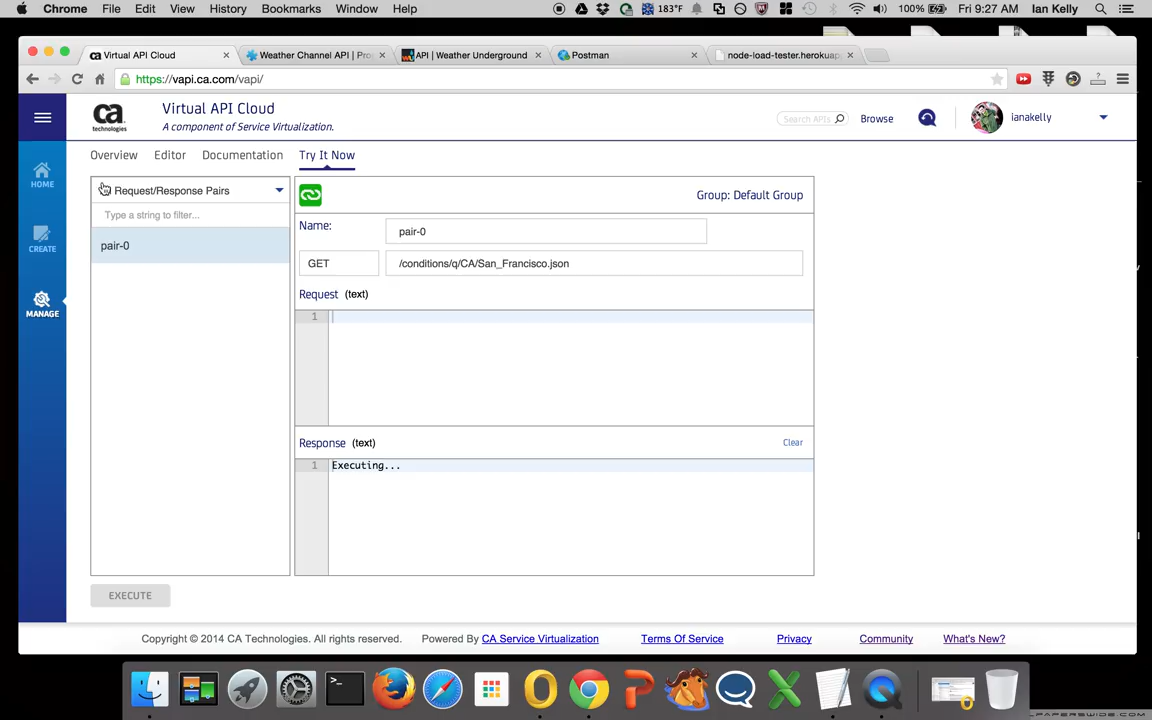 Chrome File Edit View History Bookmarks Window Help 183°F 100% Fri 9:27 AM Ian Kelly
Virtual API Cloud Weather Channel API | Pro API | Weather Underground Postman node-load-tester.herokuap
https://vapi.ca.com/vapi/
ca technologies
Virtual API Cloud
A component of Service Virtualization.
Search APIs Browse ianakelly
Overview Editor Documentation Try It Now
HOME
CREATE
MANAGE
Request/Response Pairs
Type a string to filter...
pair-0
Group: Default Group
Name: pair-0
GET /conditions/q/CA/San_Francisco.json
Request (text)
1
Response (text) Clear
1 Executing...
EXECUTE
Copyright © 2014 CA Technologies. All rights reserved. Powered By CA Service Virtualization Terms Of Service Privacy Community What's New?